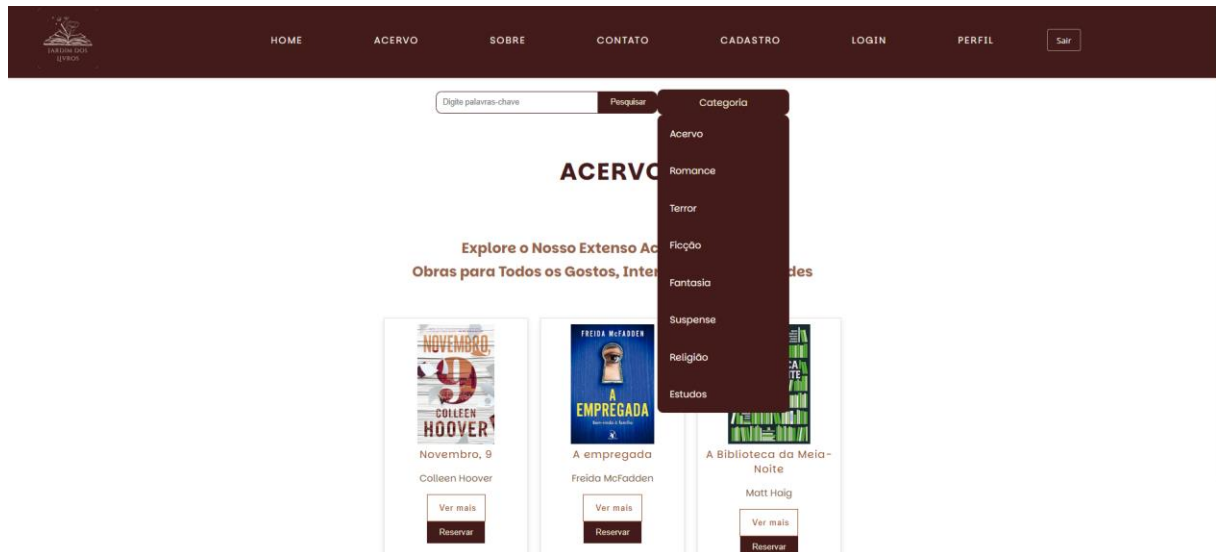 JARDIM DOS
LIVROS
HOME ACERVO SOBRE CONTATO CADASTRO LOGIN PERFIL Sair
Digite palavras-chave Pesquisar Categoria
Acervo
ACERVO
Romance
Terror
Explore o Nosso Extenso Ficção
Obras para Todos os Gostos,
Fantasia
Suspense
Religião
Estudos
NOVEMBRO,
9
COLLEEN
HOOVER
FREIDA McFADDEN
A
EMPREGADA
Novembro, 9
Colleen Hoover
Ver mais
Reservar
A empregada
Freida McFadden
Ver mais
Reservar
A Biblioteca da Meia-
Noite
Matt Haig
Ver mais
Reservar